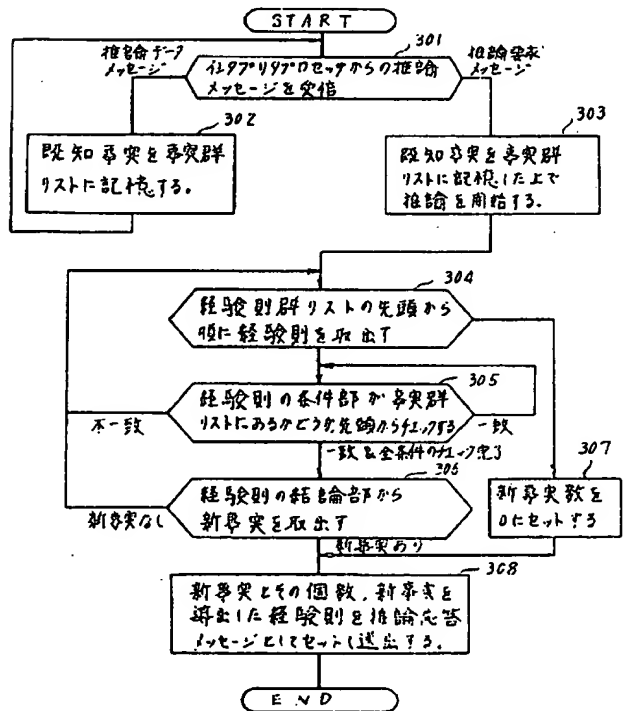 START
301
推論データ
メッセージ
推論要求
メッセージ
インタプリタプロセッサからの推論
メッセージを受信
302
既知事実を事実群
リストに記憶する。
303
既知事実を事実群
リストに記憶した上で
推論を開始する。
304
経験則群リストの先頭から
順に経験則を取出す
305
経験則の条件部が事実群
リストにあるかどうか先頭からチェックする
不一致
一致
一致&全条件のチェック完了
306
307
経験則の結論部から
新事実を取出す
新事実なし
新事実数を
0にセットする
新事実あり
308
新事実とその個数、新事実を
導出した経験則を推論応答
メッセージとしてセットし送出する。
END